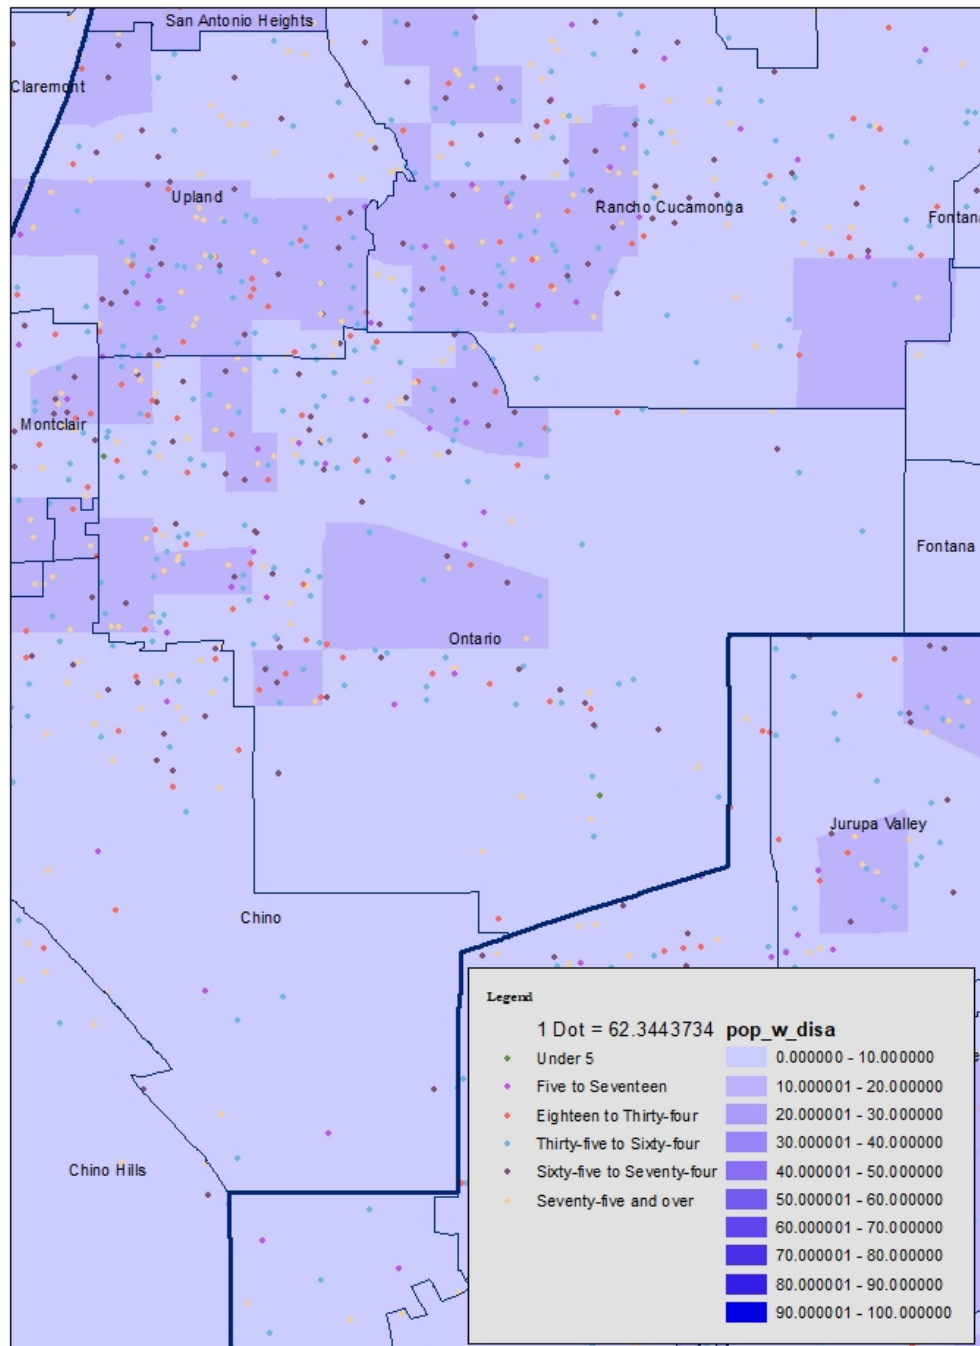 San Antonio Heights
Claremont
Upland
Rancho Cucamonga
Fontana
Montclair
Fontana
Ontario
Jurupa Valley
Chino
Chino Hills
Legend
1 Dot = 62.3443734 pop_w_disa
Under 5 0.000000 - 10.000000
Five to Seventeen 10.000001 - 20.000000
Eighteen to Thirty-four 20.000001 - 30.000000
Thirty-five to Sixty-four 30.000001 - 40.000000
Sixty-five to Seventy-four 40.000001 - 50.000000
Seventy-five and over 50.000001 - 60.000000
60.000001 - 70.000000
70.000001 - 80.000000
80.000001 - 90.000000
90.000001 - 100.000000